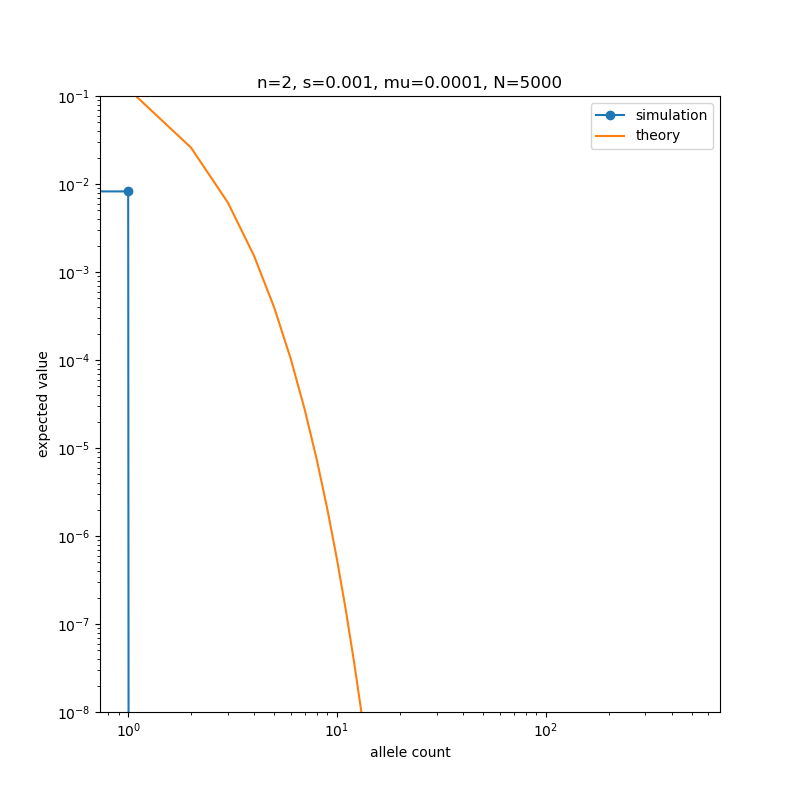 n=2, s=0.001, mu=0.0001, N=5000
simulation
theory
10⁻¹
10⁻²
10⁻³
10⁻⁴
10⁻⁵
10⁻⁶
10⁻⁷
10⁻⁸
expected value
10⁰ 10¹ 10²
allele count